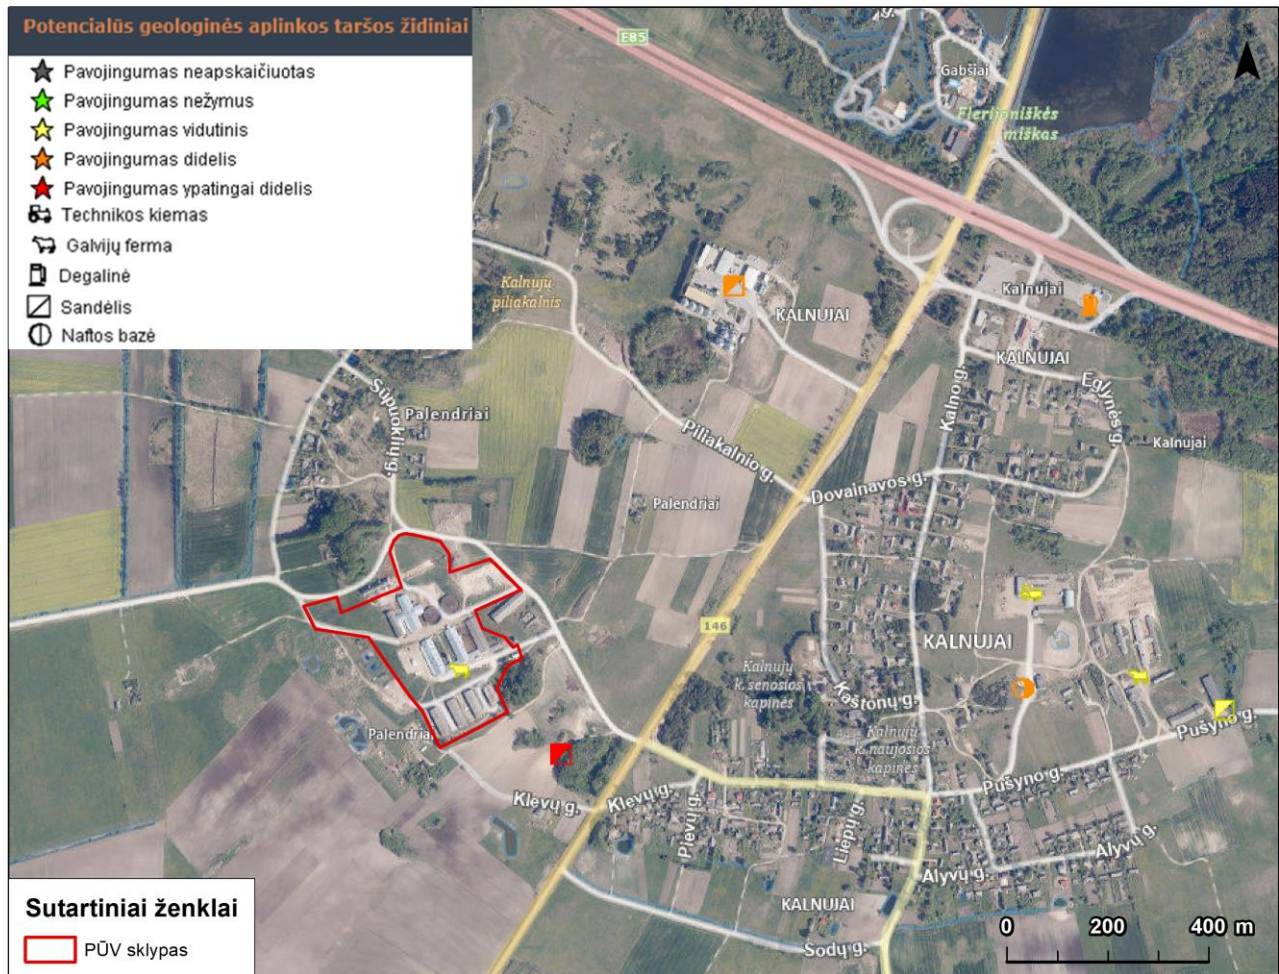 Potencialūs geologinės aplinkos taršos židiniai
Pavojingumas neapskaičiuotas
Pavojingumas nežymus
Pavojingumas vidutinis
Pavojingumas didelis
Pavojingumas ypatingai didelis
Technikos kiemas
Galvijų ferma
Degalinė
Sandėlis
Naftos bazė
g.
E85
Gabšiai
Flerijoniškės
miškas
Kalnujų
piliakalnis
Kalnujai
KALNUJAI
KALNUJAI
Sūpuoklių g.
Palendriai
Kalno g.
Eglynės g.
Piliakalnio g.
Kalnujai
Dovainavos g.
Palendriai
146
KALNUJAI
Kalnujų
k. senosios
kapinės
Kaštonų g.
Kalnujų
k. naujosios
kapinės
Pušyno g.
Palendriai
Pušyno g.
Klevų g.
Klevų g.
Pievų g.
Liepų g.
Alyvų g.
Alyvų g.
KALNUJAI
Sodų g.
Sutartiniai ženklai
PŪV sklypas
0 200 400 m